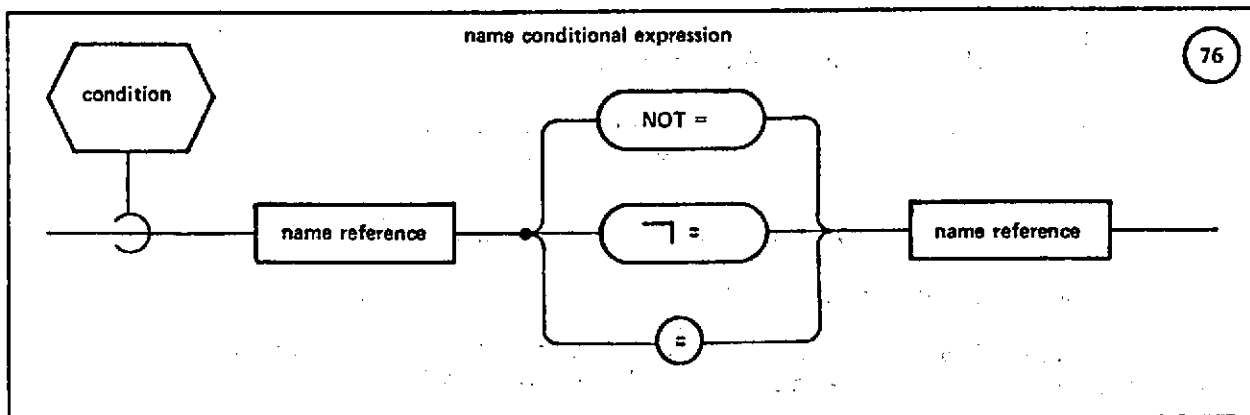 name conditional expression
76
condition
NOT =
name reference
¬ =
name reference
=